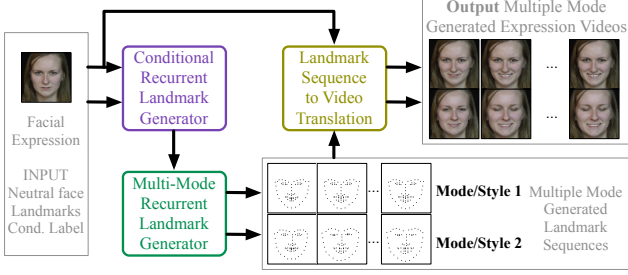 Facial
Expression
INPUT
Neutral face
Landmarks
Cond. Label
Conditional
Recurrent
Landmark
Generator
Multi-Mode
Recurrent
Landmark
Generator
Landmark
Sequence
to Video
Translation
Output Multiple Mode
Generated Expression Videos
...
...
...
...
Mode/Style 1
Mode/Style 2
Multiple Mode
Generated
Landmark
Sequences